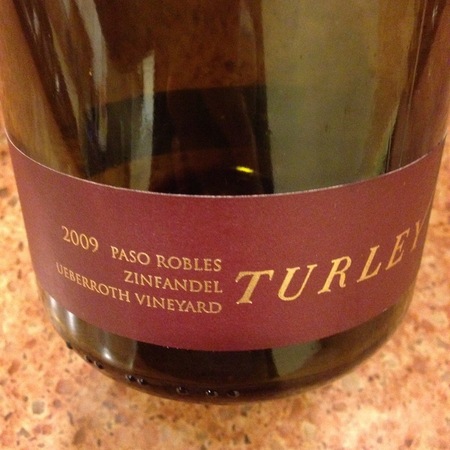 2009 PASO ROBLES
ZINFANDEL
UEBERROTH VINEYARD
TURLEY